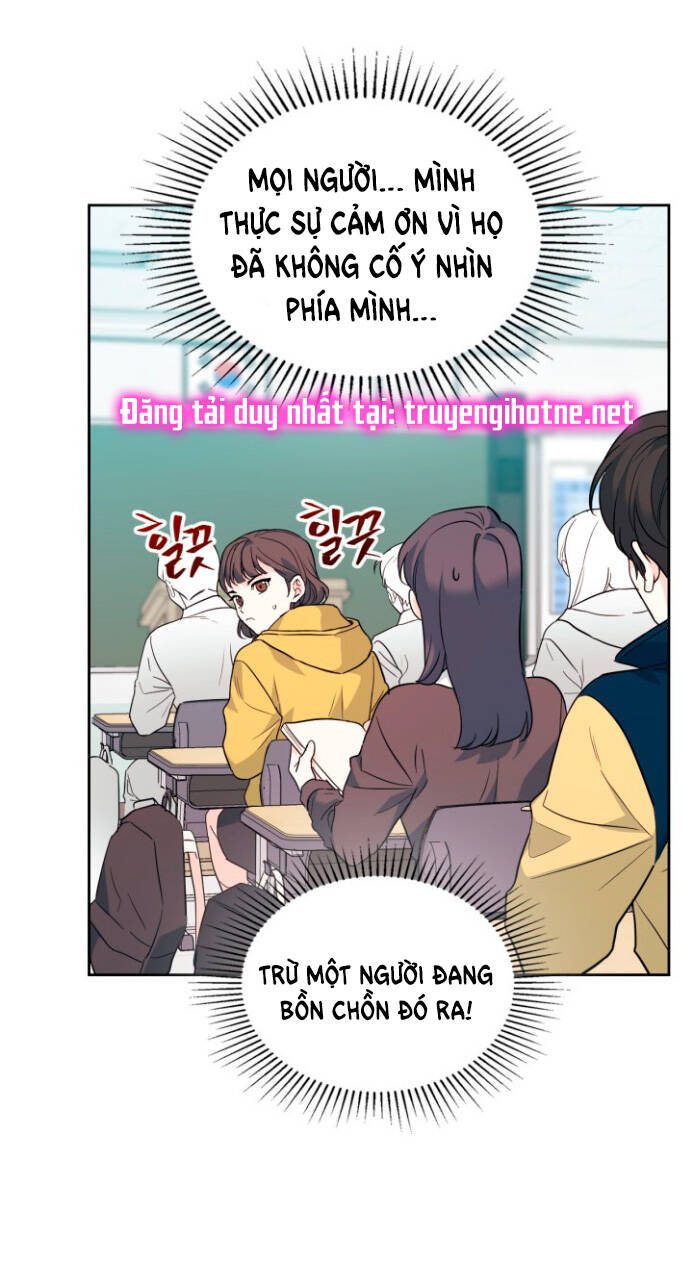 MỌI NGƯỜI... MÌNH
THỰC SỰ CẢM ƠN VÌ HỌ
ĐÃ KHÔNG CỐ Ý NHÌN
PHÍA MÌNH...
Đăng tải duy nhất tại: truyengihotne.net
힐끗
힐끗
TRỪ MỘT NGƯỜI ĐANG
BỒN CHỒN ĐÓ RA!